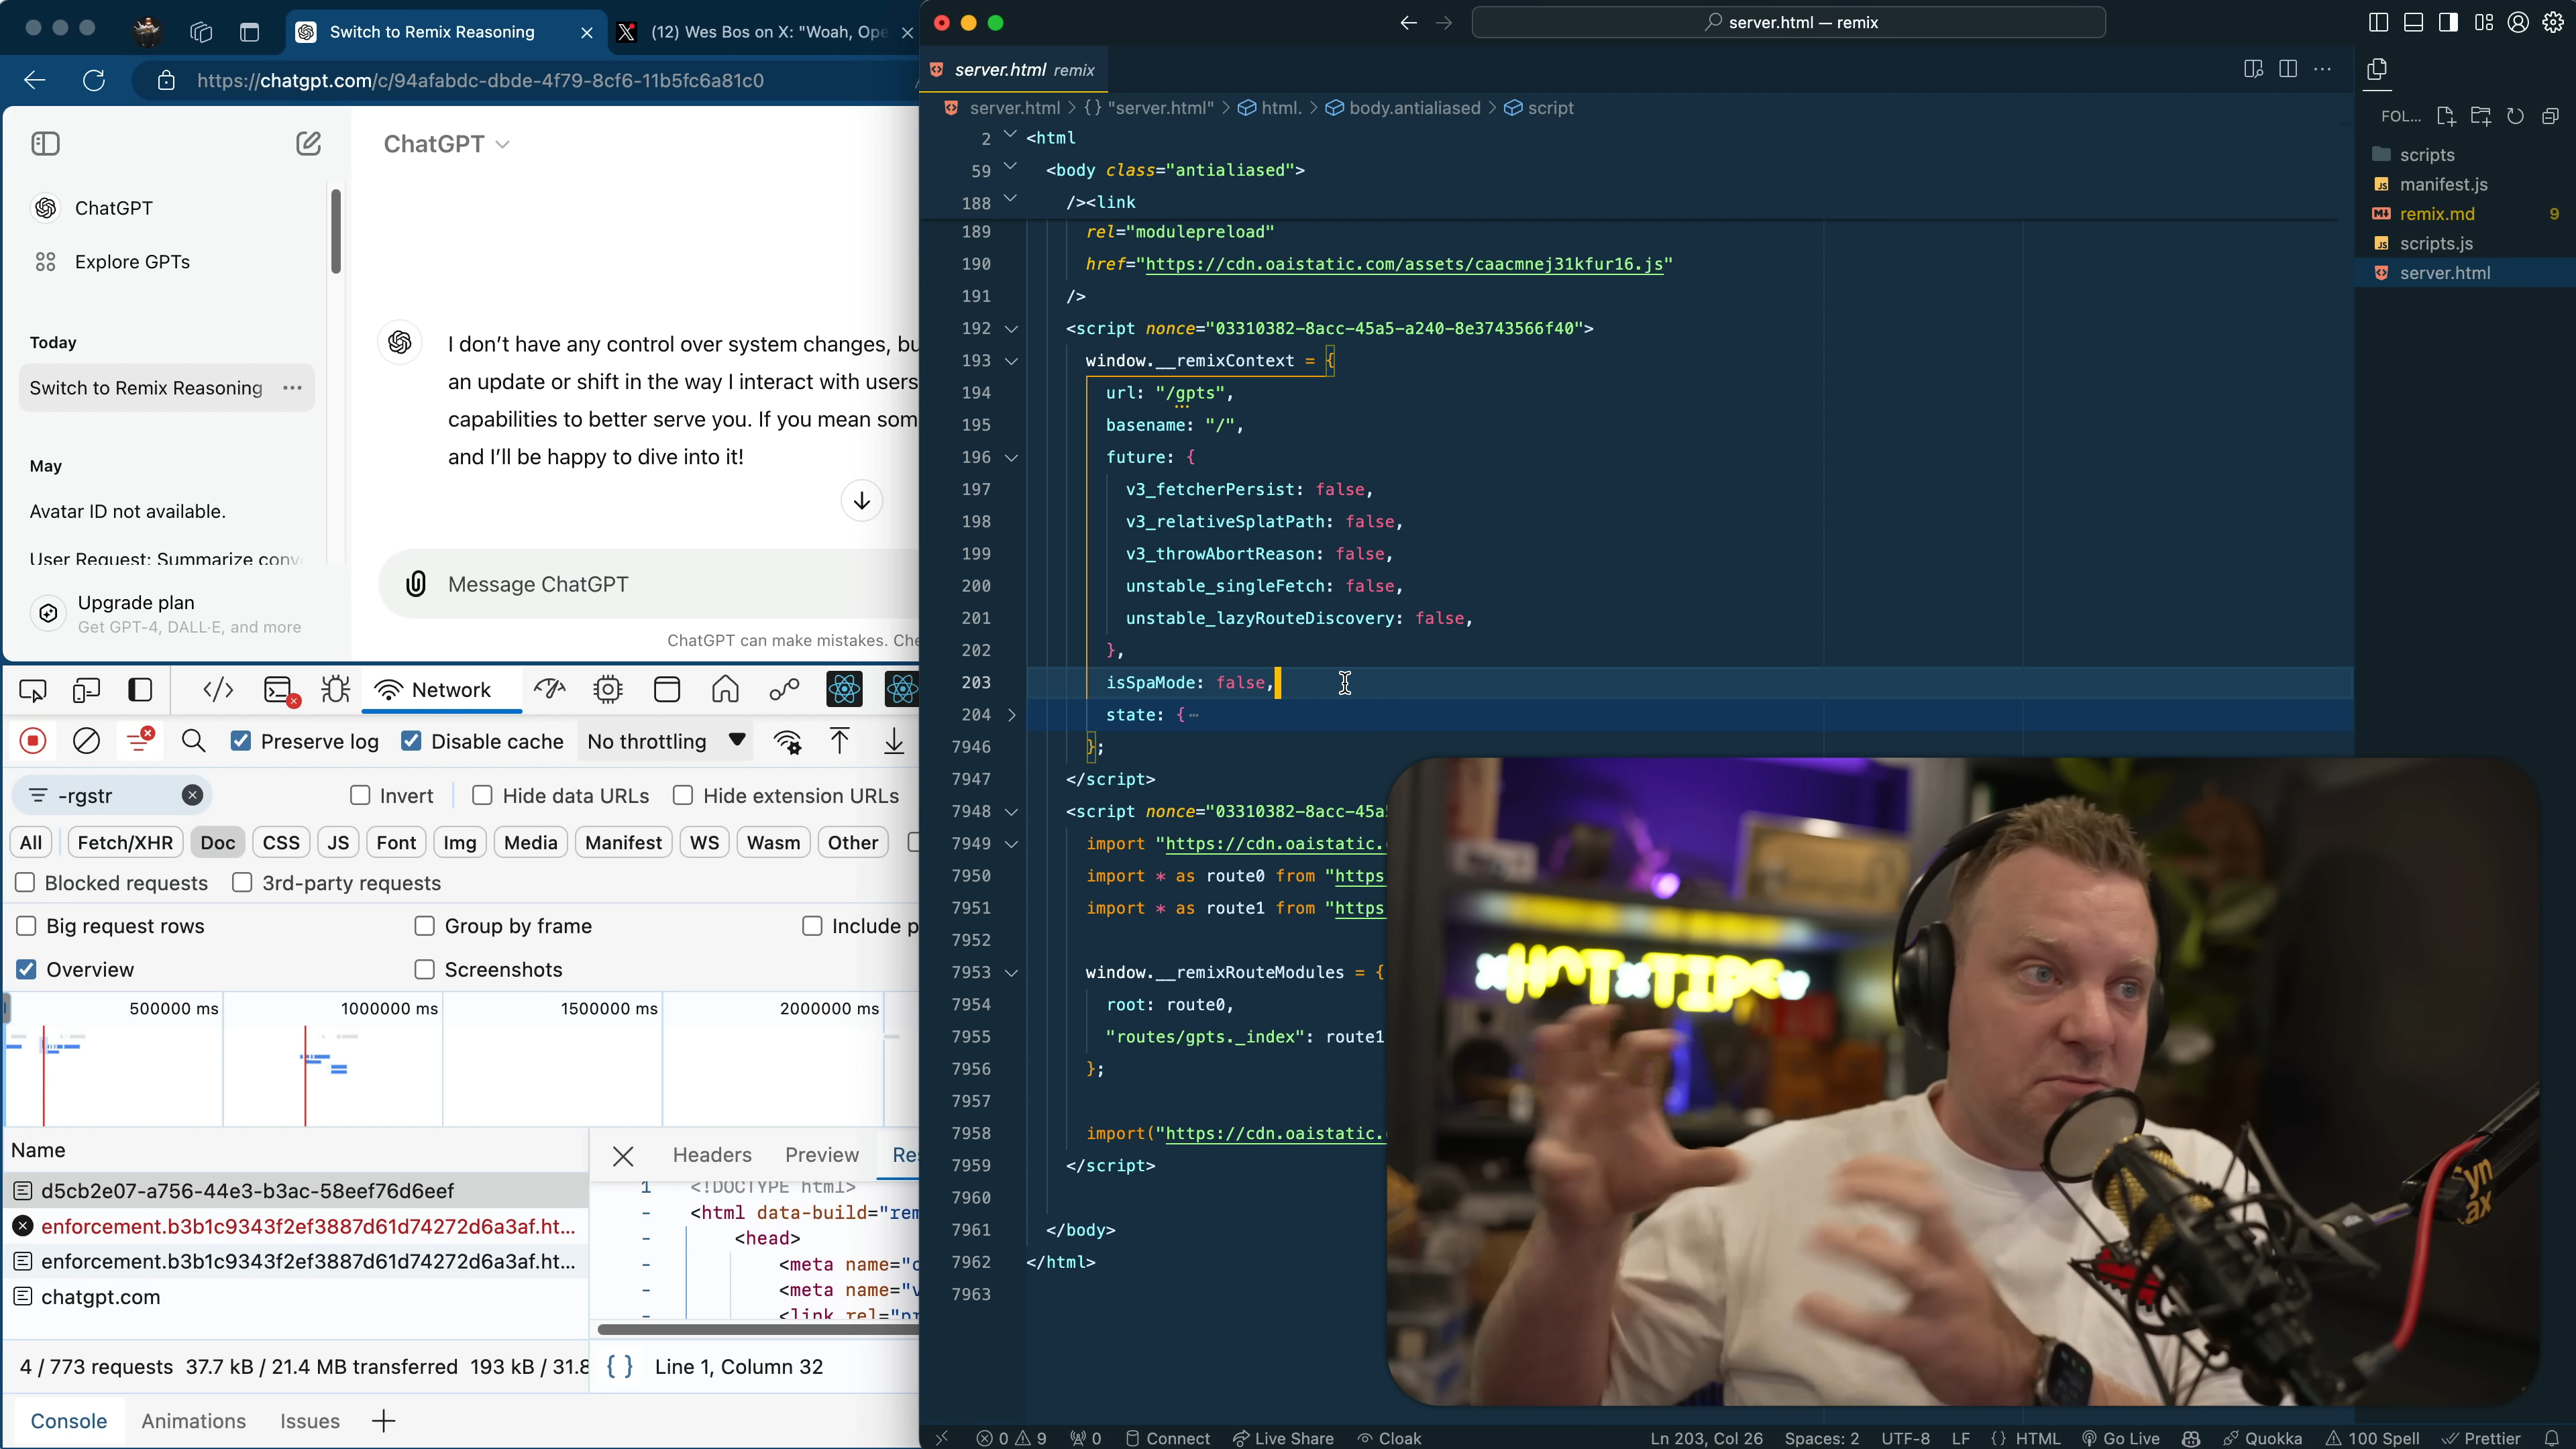 Switch to Remix Reasoning
(12) Wes Bos on X: "Woah, Ope
https://chatgpt.com/c/94afabdc-dbde-4f79-8cf6-11b5fc6a81c0
ChatGPT
ChatGPT
Explore GPTs
Today
Switch to Remix Reasoning
May
Avatar ID not available.
User Request: Summarize conv
Upgrade plan
Get GPT-4, DALL·E, and more
I don't have any control over system changes, bu
an update or shift in the way I interact with users
capabilities to better serve you. If you mean som
and I'll be happy to dive into it!
Message ChatGPT
ChatGPT can make mistakes. Che
Network
Preserve log
Disable cache
No throttling
-rgstr
Invert
Hide data URLs
Hide extension URLs
All
Fetch/XHR
Doc
CSS
JS
Font
Img
Media
Manifest
WS
Wasm
Other
Blocked requests
3rd-party requests
Big request rows
Group by frame
Include p
Overview
Screenshots
500000 ms
1000000 ms
1500000 ms
2000000 ms
Name
d5cb2e07-a756-44e3-b3ac-58eef76d6eef
enforcement.b3b1c9343f2ef3887d61d74272d6a3af.ht...
enforcement.b3b1c9343f2ef3887d61d74272d6a3af.ht...
chatgpt.com
Headers
Preview
Res
1 <!DOCTYPE html>
- <html data-build="rem
- <head>
- <meta name="c
- <meta name="v
- <link rel="pr
4 / 773 requests 37.7 kB / 21.4 MB transferred 193 kB / 31.8
{ } Line 1, Column 32
Console
Animations
Issues
server.html — remix
server.html remix
server.html > {} "server.html" > html. > body.antialiased > script
2 <html
59 <body class="antialiased">
188 /><link
189 rel="modulepreload"
190 href="https://cdn.oaistatic.com/assets/caacmnej31kfur16.js"
191 />
192 <script nonce="03310382-8acc-45a5-a240-8e3743566f40">
193 window.__remixContext = {
194 url: "/gpts",
195 basename: "/",
196 future: {
197 v3_fetcherPersist: false,
198 v3_relativeSplatPath: false,
199 v3_throwAbortReason: false,
200 unstable_singleFetch: false,
201 unstable_lazyRouteDiscovery: false,
202 },
203 isSpaMode: false,
204 state: {⋯
7946 };
7947 </script>
7948 <script nonce="03310382-8acc-45a5
7949 import "https://cdn.oaistatic.
7950 import * as route0 from "https
7951 import * as route1 from "https
7952
7953 window.__remixRouteModules = {
7954 root: route0,
7955 "routes/gpts._index": route1
7956 };
7957
7958 import("https://cdn.oaistatic.
7959 </script>
7960
7961 </body>
7962 </html>
7963
FOL...
scripts
manifest.js
remix.md 9
scripts.js
server.html
xHOTxTIPx
Syn
tax
0 9 0 Connect Live Share Cloak
Ln 203, Col 26 Spaces: 2 UTF-8 LF {} HTML Go Live Quokka 100 Spell Prettier